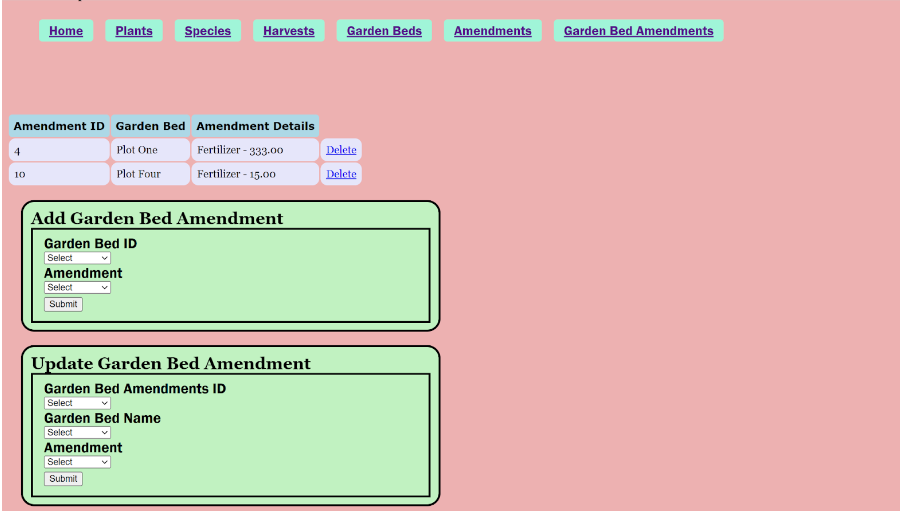 Home Plants Species Harvests Garden Beds Amendments Garden Bed Amendments
Amendment ID Garden Bed Amendment Details
4 Plot One Fertilizer - 333.00 Delete
10 Plot Four Fertilizer - 15.00 Delete
Add Garden Bed Amendment
Garden Bed ID
Select
Amendment
Select
Submit
Update Garden Bed Amendment
Garden Bed Amendments ID
Select
Garden Bed Name
Select
Amendment
Select
Submit